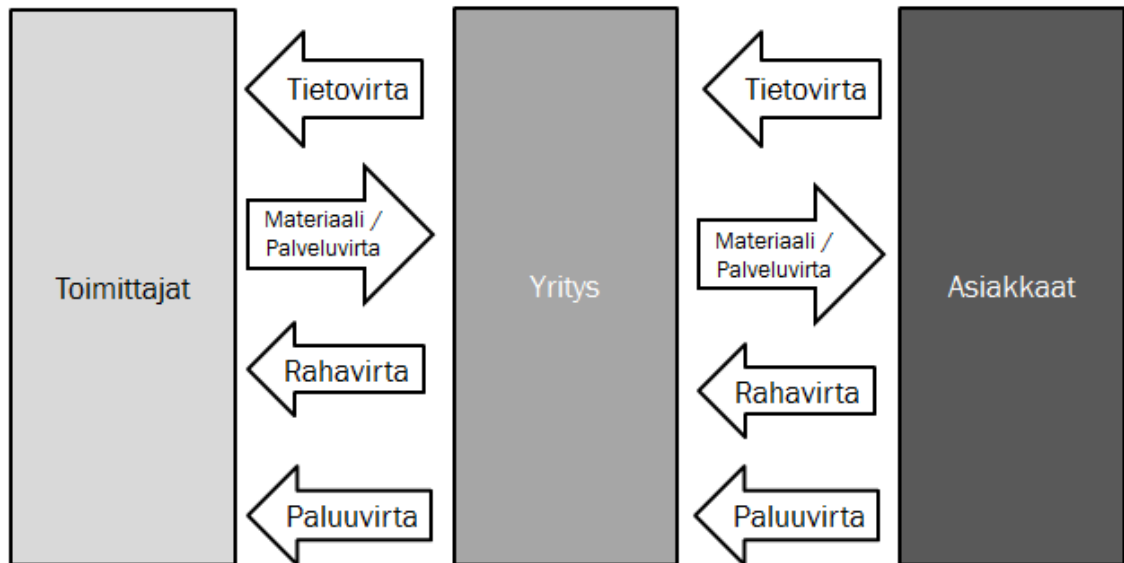 Toimittajat
Tietovirta
Materiaali /
Palveluvirta
Rahavirta
Paluuvirta
Yritys
Tietovirta
Materiaali /
Palveluvirta
Rahavirta
Paluuvirta
Asiakkaat